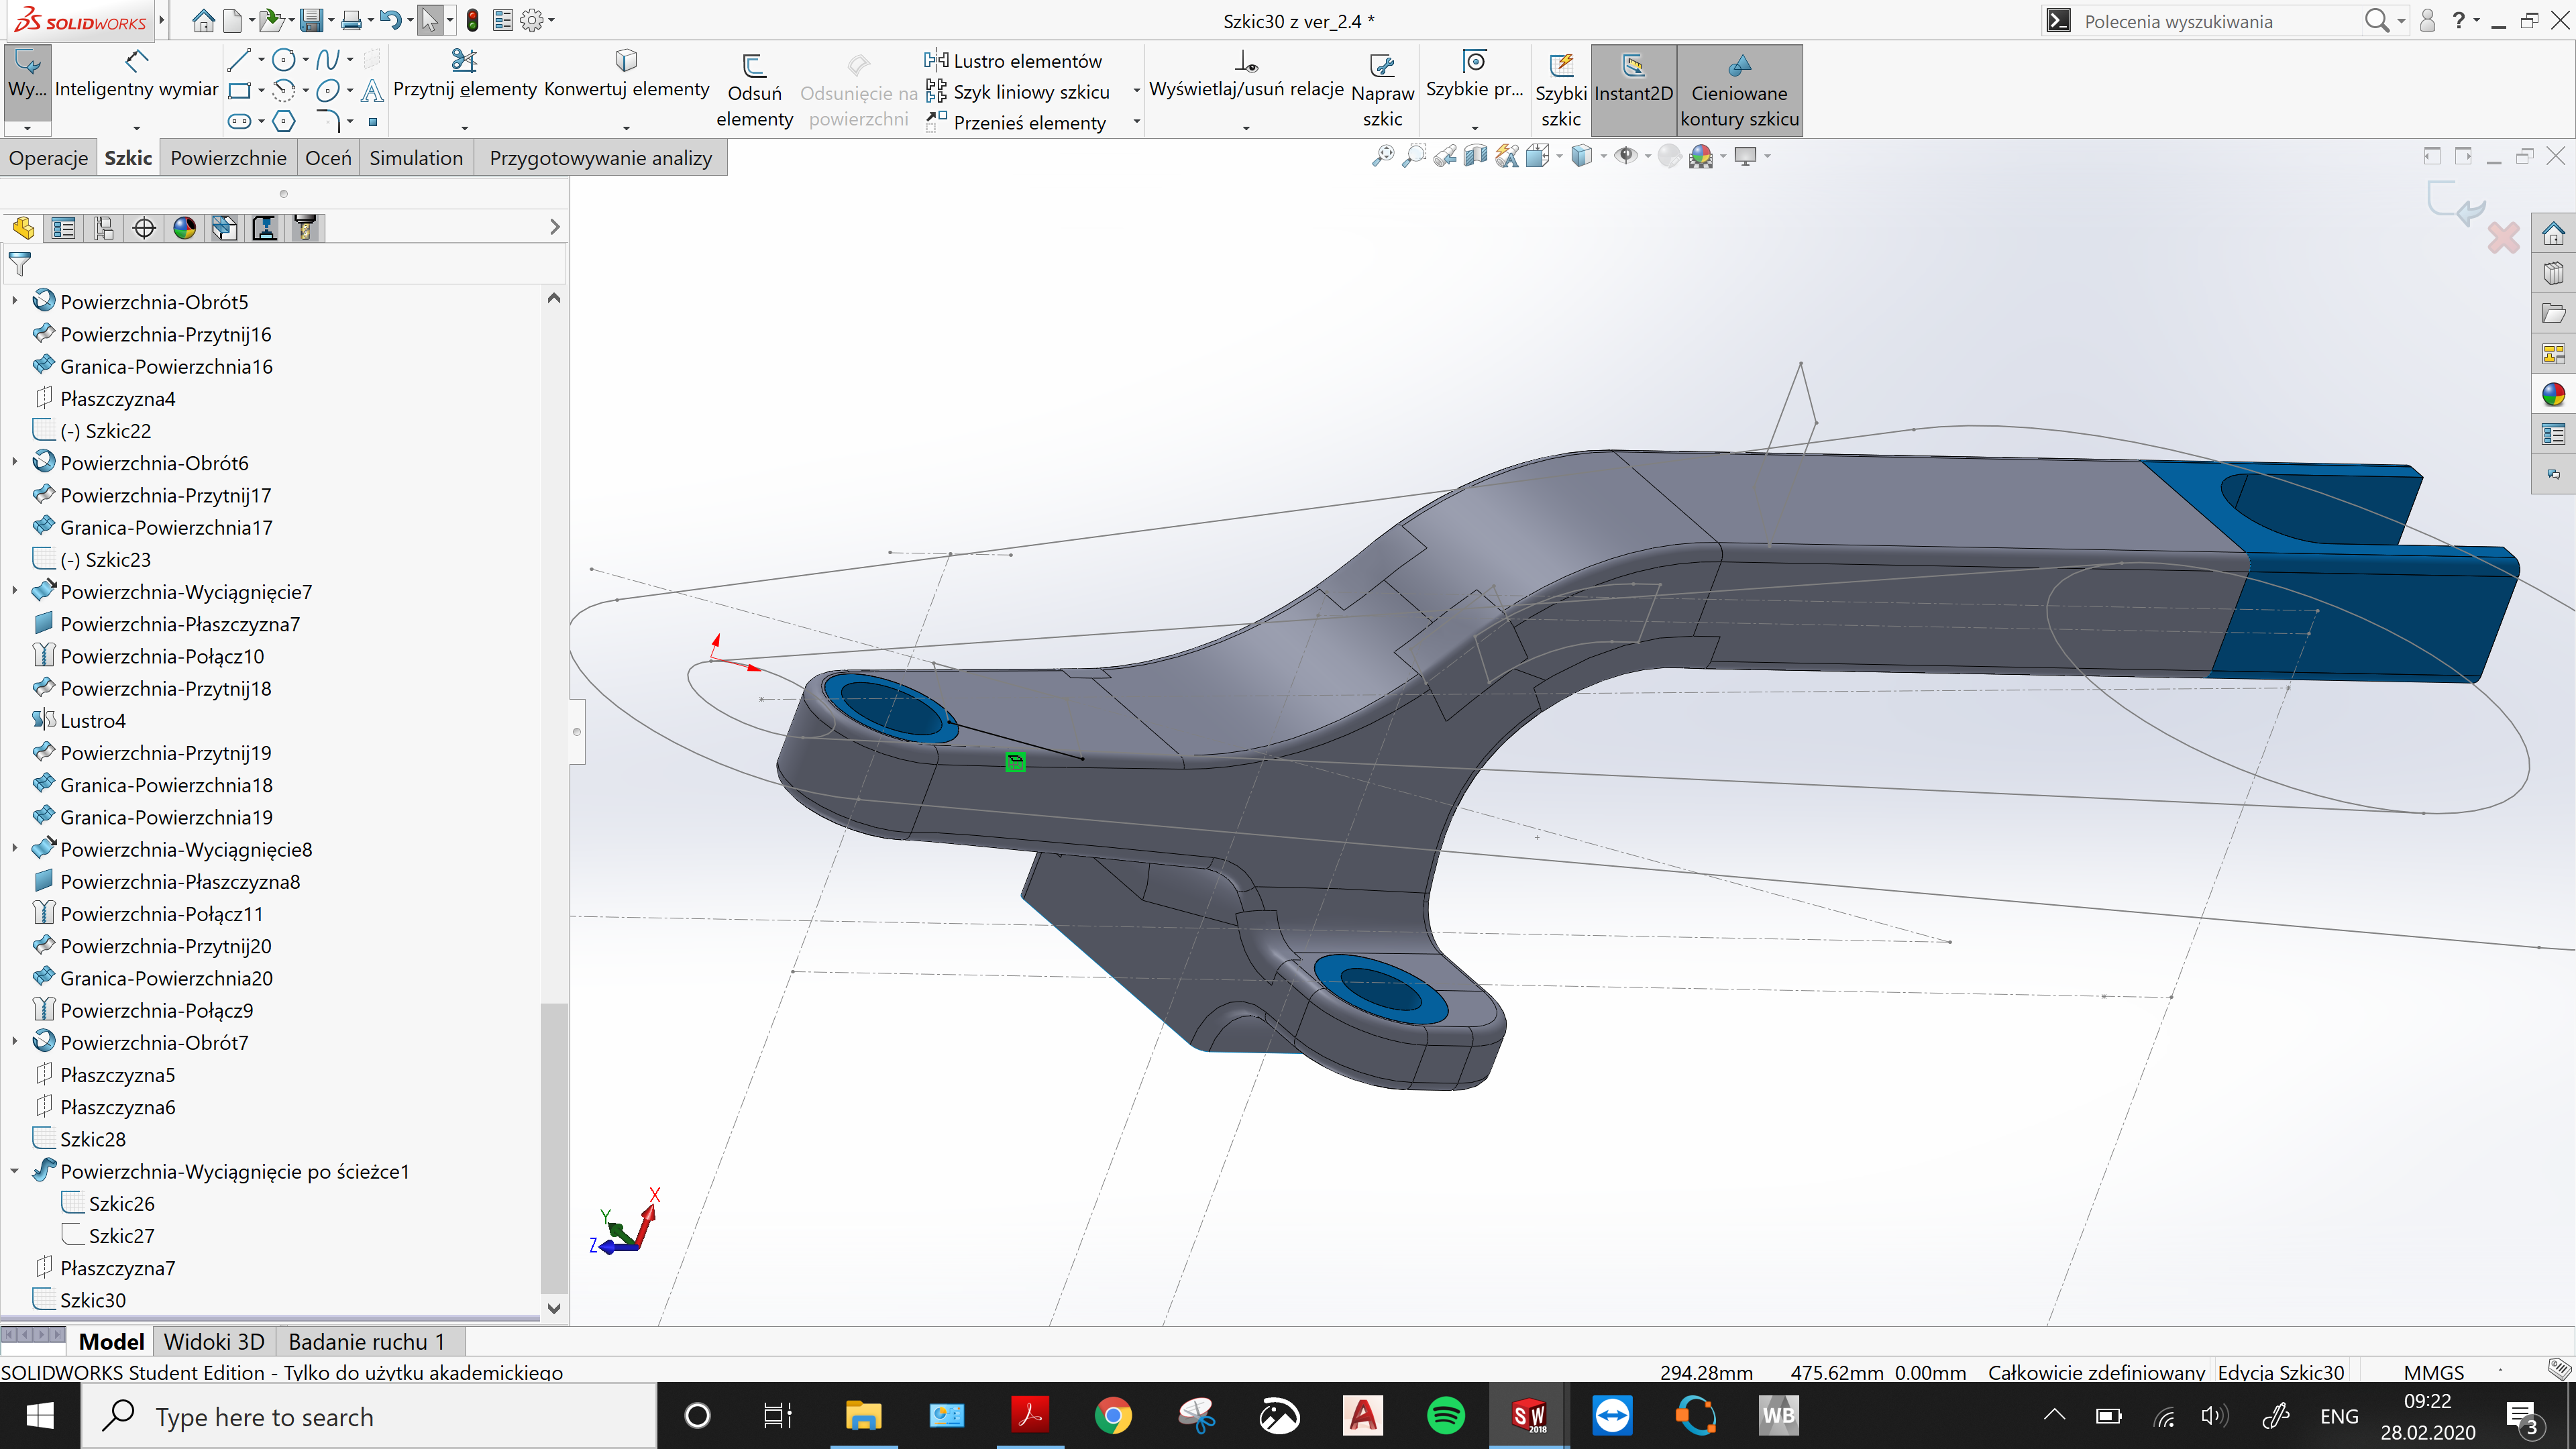 SOLIDWORKS
Szkic30 z ver_2.4 *
Polecenia wyszukiwania
Wy...
Inteligentny wymiar
Przytnij elementy
Konwertuj elementy
Odsuń
elementy
Odsunięcie na
powierzchni
Lustro elementów
Szyk liniowy szkicu
Przenieś elementy
Wyświetlaj/usuń relacje
Napraw
szkic
Szybkie pr...
Szybki
szkic
Instant2D
Cieniowane
kontury szkicu
Operacje
Szkic
Powierzchnie
Oceń
Simulation
Przygotowywanie analizy
Powierzchnia-Obrót5
Powierzchnia-Przytnij16
Granica-Powierzchnia16
Płaszczyzna4
(-) Szkic22
Powierzchnia-Obrót6
Powierzchnia-Przytnij17
Granica-Powierzchnia17
(-) Szkic23
Powierzchnia-Wyciągnięcie7
Powierzchnia-Płaszczyzna7
Powierzchnia-Połącz10
Powierzchnia-Przytnij18
Lustro4
Powierzchnia-Przytnij19
Granica-Powierzchnia18
Granica-Powierzchnia19
Powierzchnia-Wyciągnięcie8
Powierzchnia-Płaszczyzna8
Powierzchnia-Połącz11
Powierzchnia-Przytnij20
Granica-Powierzchnia20
Powierzchnia-Połącz9
Powierzchnia-Obrót7
Płaszczyzna5
Płaszczyzna6
Szkic28
Powierzchnia-Wyciągnięcie po ścieżce1
Szkic26
Szkic27
Płaszczyzna7
Szkic30
X
Y
Z
Model
Widoki 3D
Badanie ruchu 1
SOLIDWORKS Student Edition - Tylko do użytku akademickiego
294.28mm
475.62mm
0.00mm
Całkowicie zdefiniowany
Edycja Szkic30
MMGS
Type here to search
SW
2018
WB
ENG
09:22
28.02.2020
3